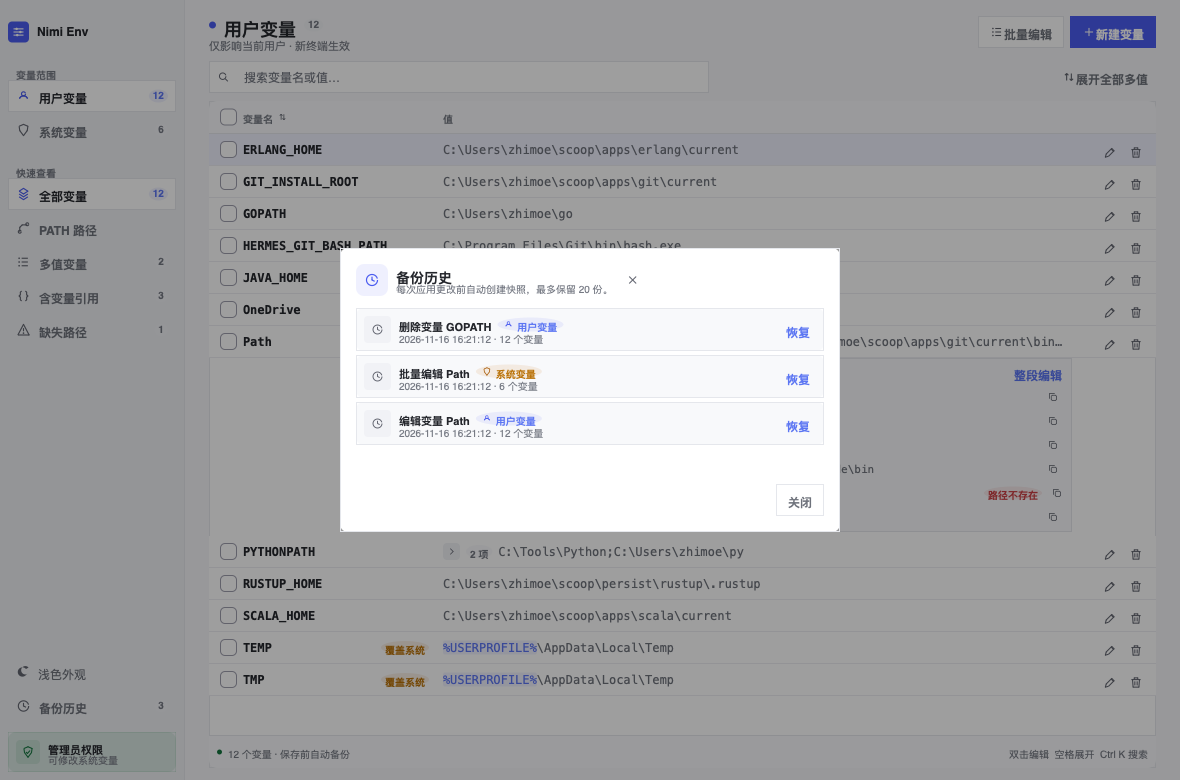 Nimi Env
变量范围
用户变量 12
系统变量 6
快速查看
全部变量 12
PATH 路径
多值变量 2
含变量引用 3
缺失路径 1
浅色外观
备份历史 3
管理员权限
可修改系统变量
用户变量 12
仅影响当前用户 · 新终端生效
批量编辑
新建变量
搜索变量名或值…
展开全部多值
变量名 值
ERLANG_HOME C:\Users\zhimoe\scoop\apps\erlang\current
GIT_INSTALL_ROOT C:\Users\zhimoe\scoop\apps\git\current
GOPATH C:\Users\zhimoe\go
HERMES_GIT_BASH_PATH C:\Program Files\Git\bin\bash.exe
JAVA_HOME
OneDrive
Path moe\scoop\apps\git\current\bin…
整段编辑
e\bin
路径不存在
备份历史
每次应用更改前自动创建快照，最多保留 20 份。
删除变量 GOPATH 用户变量
2026-11-16 16:21:12 · 12 个变量
恢复
批量编辑 Path 系统变量
2026-11-16 16:21:12 · 6 个变量
恢复
编辑变量 Path 用户变量
2026-11-16 16:21:12 · 12 个变量
恢复
关闭
PYTHONPATH 2 项 C:\Tools\Python;C:\Users\zhimoe\py
RUSTUP_HOME C:\Users\zhimoe\scoop\persist\rustup\.rustup
SCALA_HOME C:\Users\zhimoe\scoop\apps\scala\current
TEMP 覆盖系统 %USERPROFILE%\AppData\Local\Temp
TMP 覆盖系统 %USERPROFILE%\AppData\Local\Temp
12 个变量 · 保存前自动备份
双击编辑 空格展开 Ctrl K 搜索